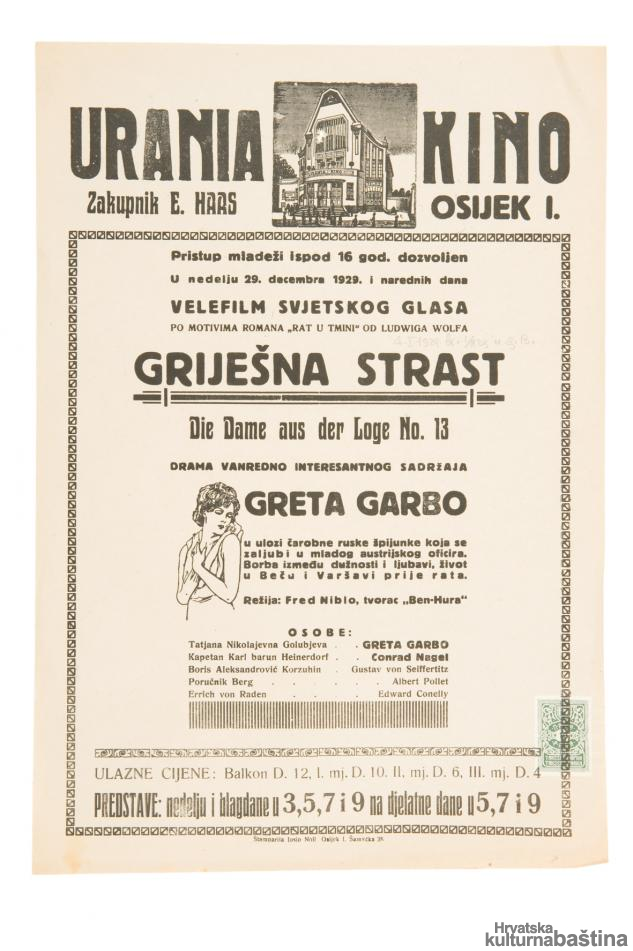 URANIA KINO
Zakupnik E. HAAS
OSIJEK I.
Pristup mladeži ispod 16 god. dozvoljen
U nedelju 29. decembra 1929. i narednih dana
VELEFILM SVJETSKOG GLASA
PO MOTIVIMA ROMANA „RAT U TMINI" OD LUDWIGA WOLFA
GRIJEŠNA STRAST
Die Dame aus der Loge No. 13
DRAMA VANREDNO INTERESANTNOG SADRŽAJA
GRETA GARBO
u ulozi čarobne ruske špijunke koja se
zaljubi u mladog austrijskog oficira.
Borba između dužnosti i ljubavi, život
u Beču i Varšavi prije rata.
Režija: Fred Niblo, tvorac „Ben-Hura"
OSOBE:
Tatjana Nikolajevna Golubjeva . . GRETA GARBO
Kapetan Karl barun Heinerdorf . Conrad Nagel
Boris Aleksandrović Korzuhin . Gustav von Seiffertitz
Poručnik Berg . . . . . . Albert Pollet
Errich von Raden . . . . Edward Conelly
ULAZNE CIJENE: Balkon D. 12, I. mj. D. 10. II, mj. D. 6, III. mj. D. 4
PREDSTAVE: nedelju i blagdane u 3,5,7 i 9 na djelatne dane u 5,7 i 9
Osijek I.
Hrvatska
kulturnabaština